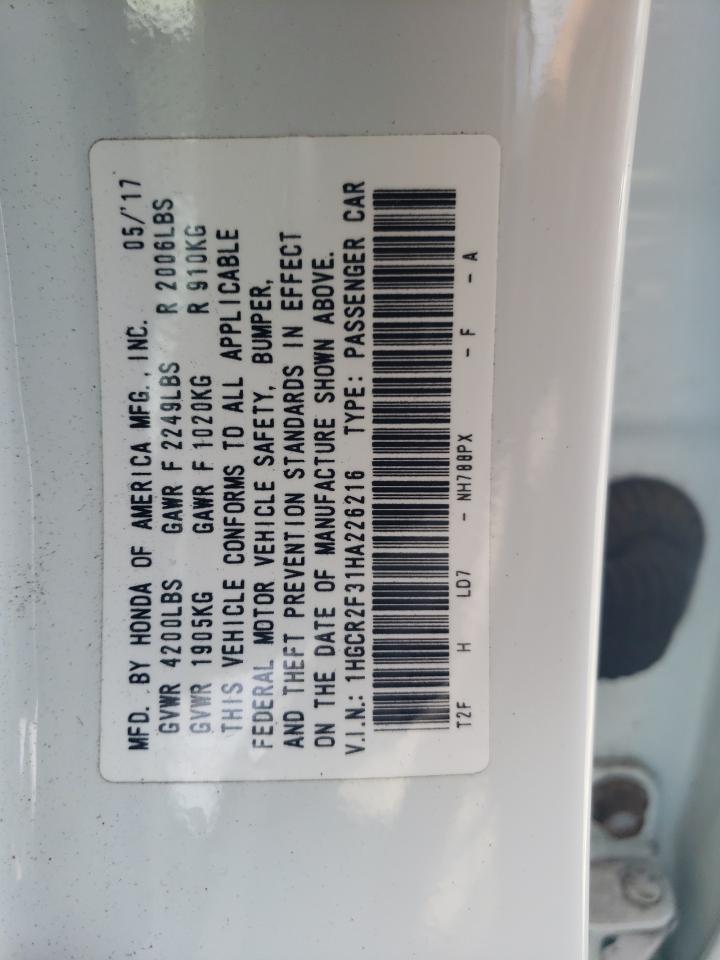 MFD. BY HONDA OF AMERICA MFG., INC. 05/'17
GVWR 4200LBS GAWR F 2249LBS R 2006LBS
GVWR 1905KG GAWR F 1020KG R 910KG
THIS VEHICLE CONFORMS TO ALL APPLICABLE
FEDERAL MOTOR VEHICLE SAFETY, BUMPER,
AND THEFT PREVENTION STANDARDS IN EFFECT
ON THE DATE OF MANUFACTURE SHOWN ABOVE.
V.I.N.: 1HGCR2F31HA226216 TYPE: PASSENGER CAR
T2F H LD7 - NH788PX - F - A